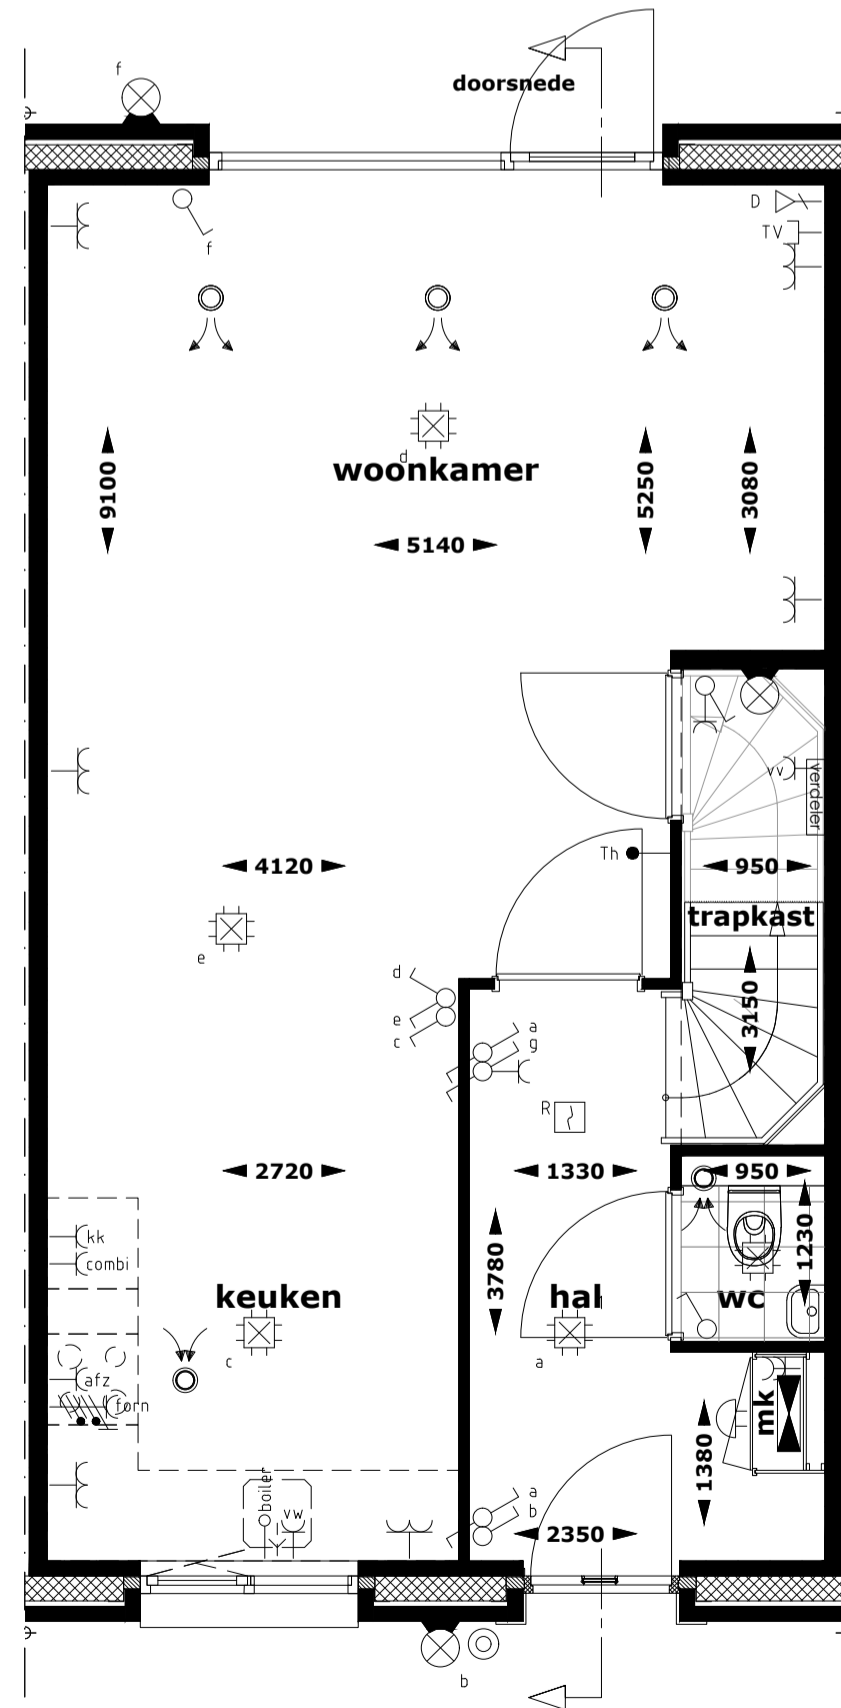 f
doorsnede
D
TV
f
d
woonkamer
9100
5250
3080
5140
vv
verdeler
Th
4120
950
trapkast
e
d
e
c
3150
a
g
R
2720
1330
950
kk
combi
3780
1230
keuken
hal
wc
c
a
afz
forn
mk
1380
boiler
vw
a
b
2350
b